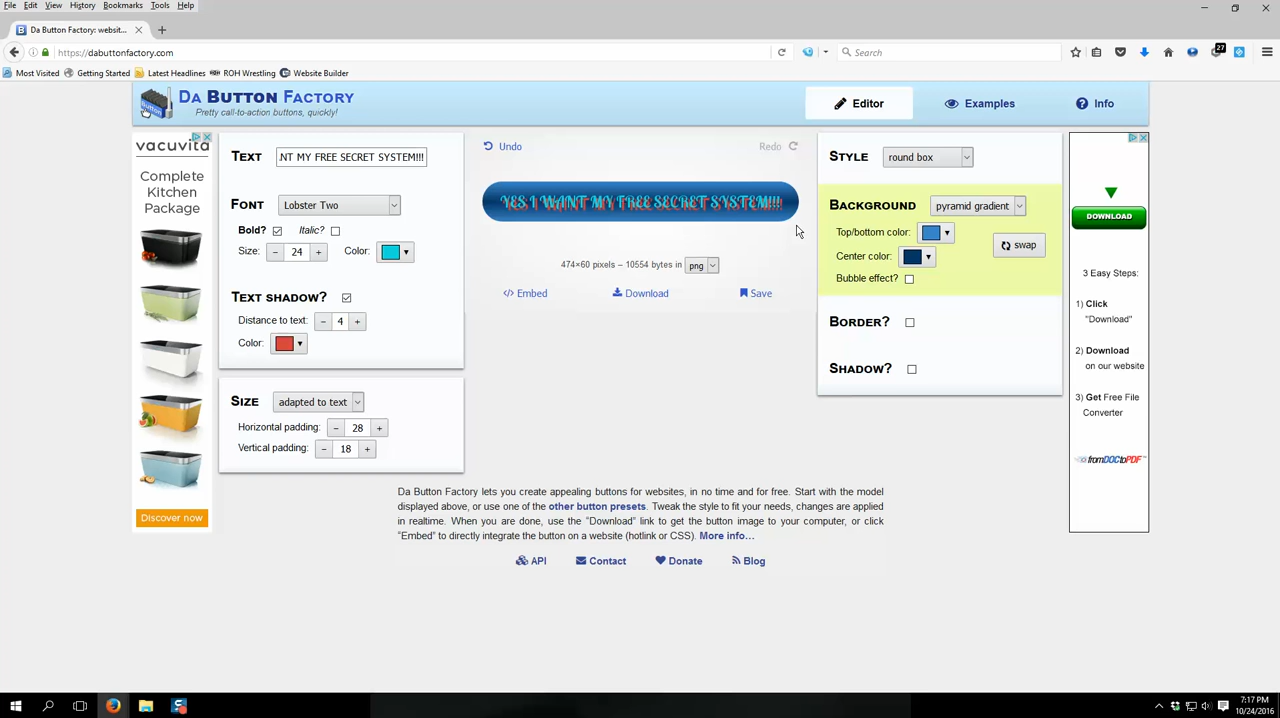 File Edit View History Bookmarks Tools Help
Da Button Factory: websit...
https://dabuttonfactory.com
Search
27
Most Visited Getting Started Latest Headlines ROH Wrestling Website Builder
DA BUTTON FACTORY
Pretty call-to-action buttons, quickly!
Editor
Examples
Info
vacuvita
Complete
Kitchen
Package
Discover now
TEXT
.NT MY FREE SECRET SYSTEM!!!
FONT
Lobster Two
Bold? Italic?
Size: − 24 + Color:
TEXT SHADOW?
Distance to text: − 4 +
Color:
SIZE
adapted to text
Horizontal padding: − 28 +
Vertical padding: − 18 +
Undo
Redo
YES I WANT MY FREE SECRET SYSTEM!!!
474×60 pixels – 10554 bytes in png
Embed
Download
Save
STYLE
round box
BACKGROUND
pyramid gradient
Top/bottom color:
Center color:
swap
Bubble effect?
BORDER?
SHADOW?
DOWNLOAD
3 Easy Steps:
1) Click
"Download"
2) Download
on our website
3) Get Free File
Converter
fromDOCtoPDF™
Da Button Factory lets you create appealing buttons for websites, in no time and for free. Start with the model
displayed above, or use one of the other button presets. Tweak the style to fit your needs, changes are applied
in realtime. When you are done, use the “Download” link to get the button image to your computer, or click
“Embed” to directly integrate the button on a website (hotlink or CSS). More info…
API Contact Donate Blog
7:17 PM
10/24/2016